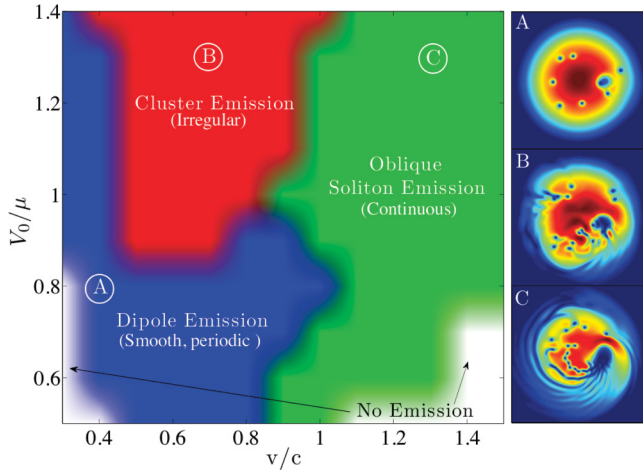 1.4
1.2
1
0.8
0.6
V₀/μ
B
Cluster Emission
(Irregular)
C
Oblique
Soliton Emission
(Continuous)
A
Dipole Emission
(Smooth, periodic )
No Emission
0.4
0.6
0.8
1
1.2
1.4
v/c
A
B
C